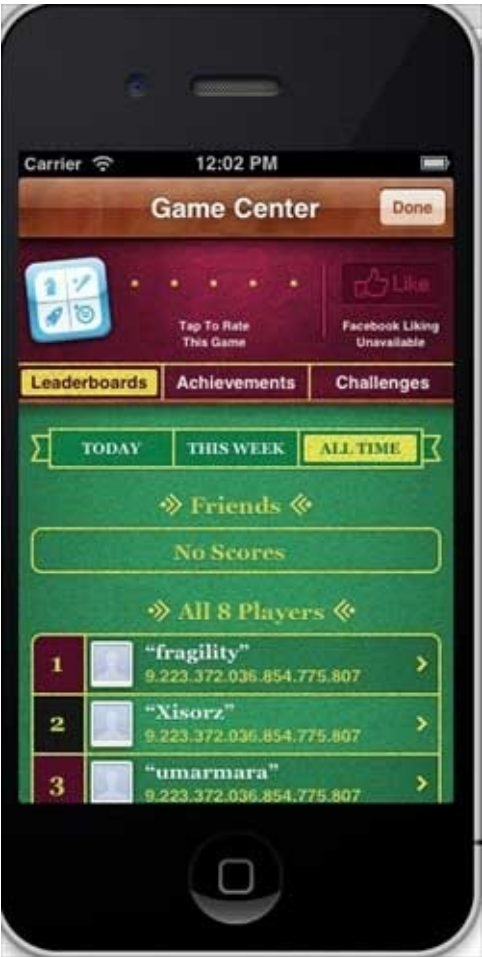 Carrier 12:02 PM
Game Center Done
Like
Tap To Rate Facebook Liking
This Game Unavailable
Leaderboards Achievements Challenges
TODAY THIS WEEK ALL TIME
Friends
No Scores
All 8 Players
1 “fragility”
9.223.372.036.854.775.807
2 “Xisorz”
9.223.372.036.854.775.807
3 “umarmara”
9.223.372.036.854.775.807